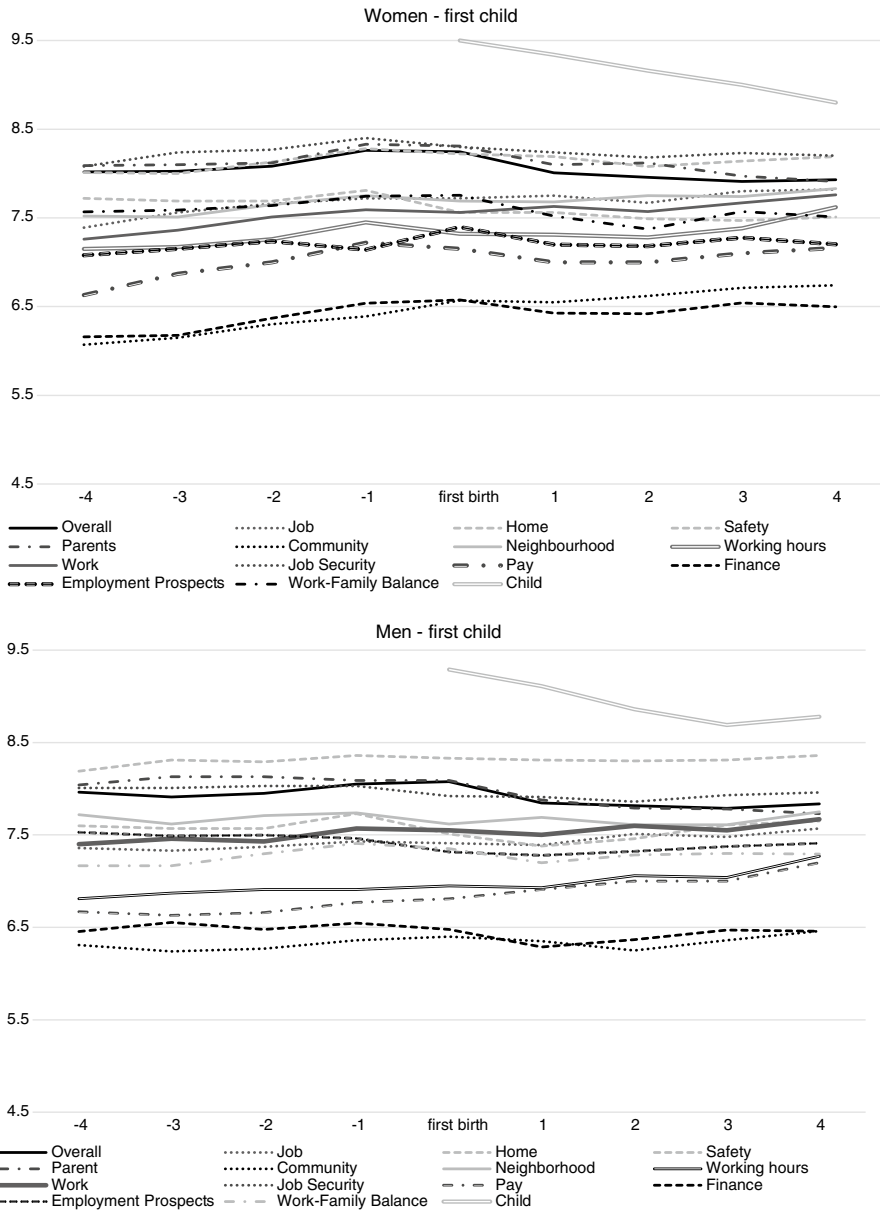 Women - first child
9.5
8.5
7.5
6.5
5.5
4.5
-4 -3 -2 -1 first birth 1 2 3 4
Overall Job Home Safety
Parents Community Neighbourhood Working hours
Work Job Security Pay Finance
Employment Prospects Work-Family Balance Child
Men - first child
9.5
8.5
7.5
6.5
5.5
4.5
-4 -3 -2 -1 first birth 1 2 3 4
Overall Job Home Safety
Parent Community Neighborhood Working hours
Work Job Security Pay Finance
Employment Prospects Work-Family Balance Child